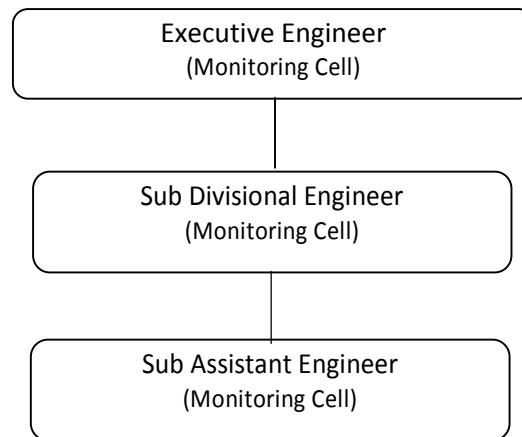 Executive Engineer
(Monitoring Cell)
Sub Divisional Engineer
(Monitoring Cell)
Sub Assistant Engineer
(Monitoring Cell)